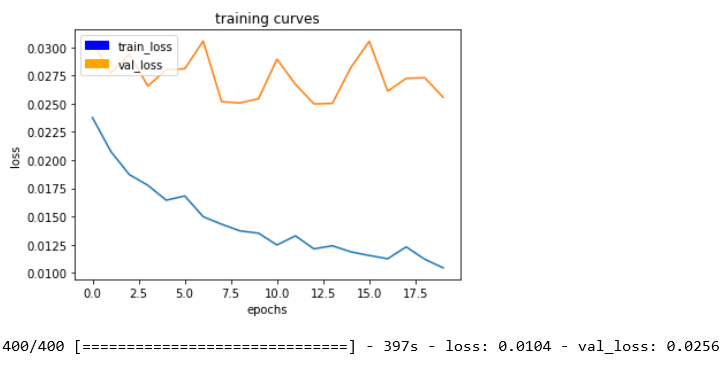 training curves
train_loss
val_loss
0.0300
0.0275
0.0250
0.0225
0.0200
0.0175
0.0150
0.0125
0.0100
loss
0.0 2.5 5.0 7.5 10.0 12.5 15.0 17.5
epochs
400/400 [==============================] - 397s - loss: 0.0104 - val_loss: 0.0256